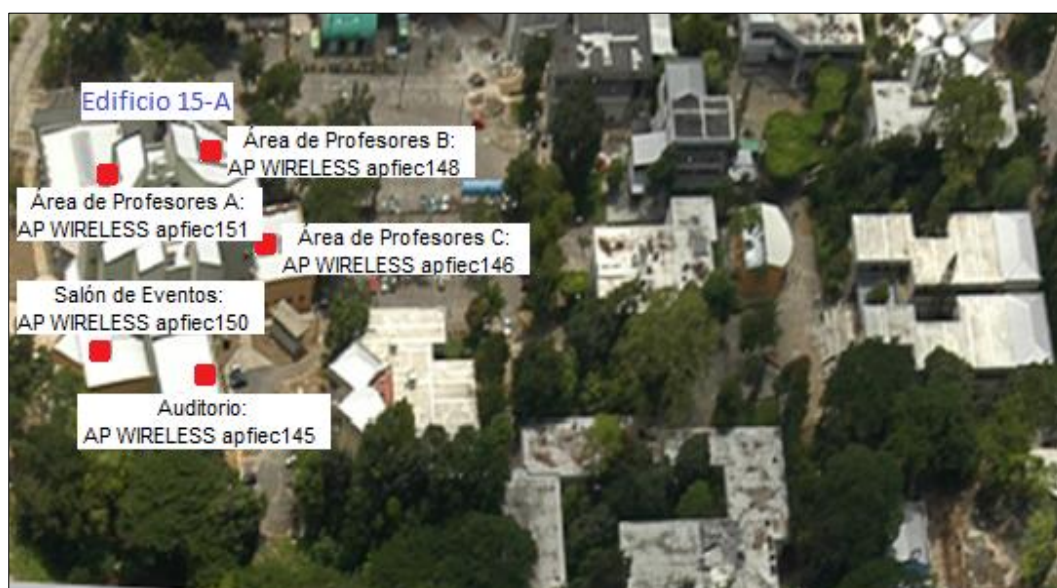 Edificio 15-A
Área de Profesores B:
AP WIRELESS apfiec148
Área de Profesores A:
AP WIRELESS apfiec151
Área de Profesores C:
AP WIRELESS apfiec146
Salón de Eventos:
AP WIRELESS apfiec150
Auditorio:
AP WIRELESS apfiec145